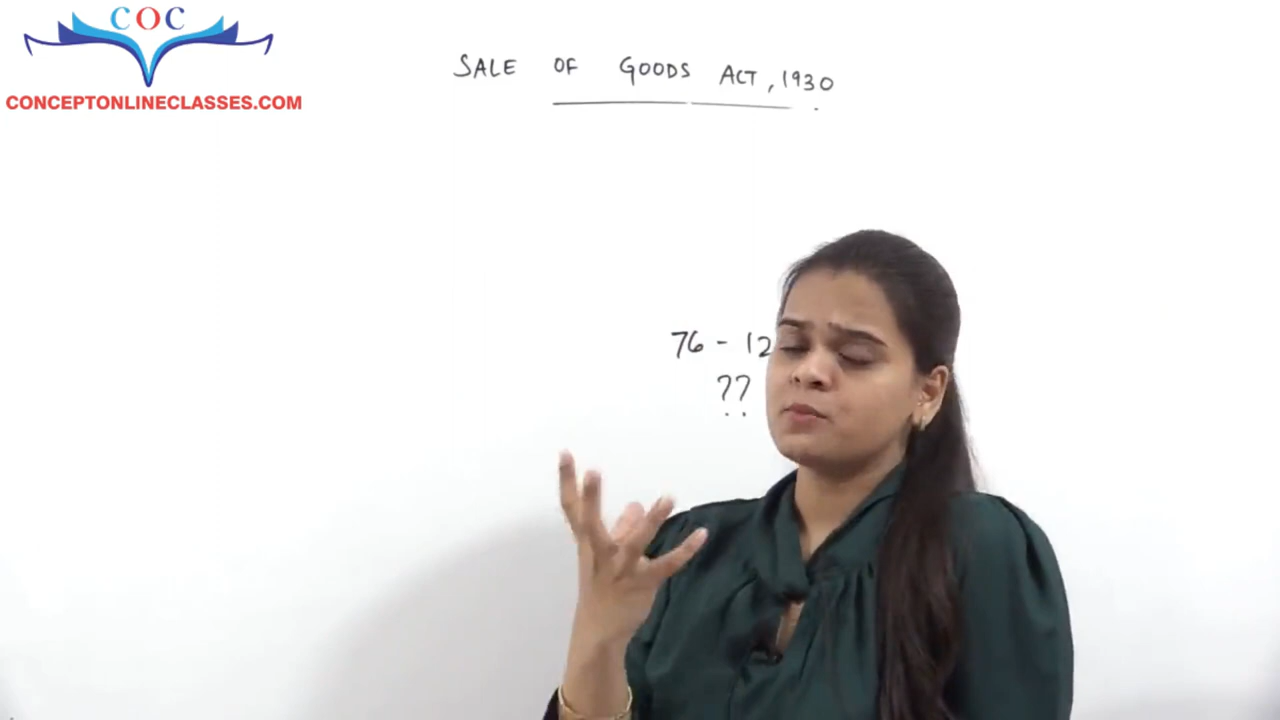 COC
CONCEPTONLINECLASSES.COM
SALE OF GOODS ACT, 1930
76 - 12
??